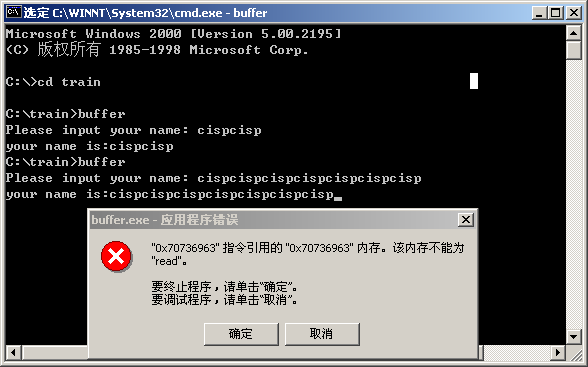 选定 C:\WINNT\System32\cmd.exe - buffer
Microsoft Windows 2000 [Version 5.00.2195]
(C) 版权所有 1985-1998 Microsoft Corp.
C:\>cd train
C:\train>buffer
Please input your name: cispcisp
your name is:cispcisp
C:\train>buffer
Please input your name: cispcispcispcispcispcispcisp
your name is:cispcispcispcispcispcispcisp
buffer.exe - 应用程序错误
"0x70736963" 指令引用的 "0x70736963" 内存。该内存不能为
"read"。
要终止程序，请单击"确定"。
要调试程序，请单击"取消"。
确定 取消